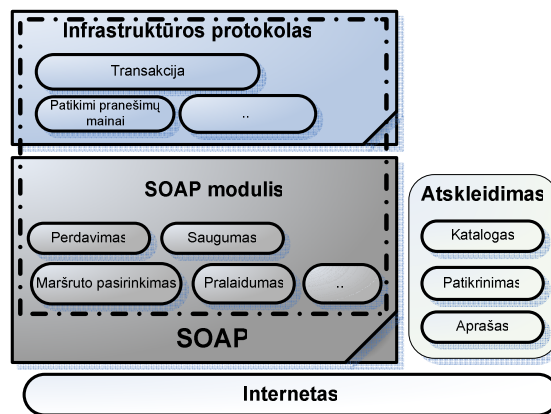 Infrastruktūros protokolas
Transakcija
Patikimi pranešimų
mainai
..
SOAP modulis
Perdavimas
Saugumas
Maršruto pasirinkimas
Pralaidumas
..
SOAP
Atskleidimas
Katalogas
Patikrinimas
Aprašas
Internetas